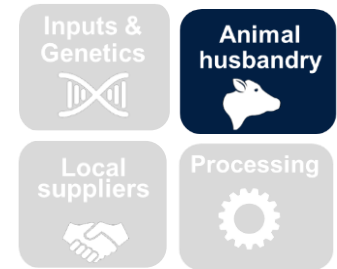 Inputs &
Genetics
Animal
husbandry
Local
suppliers
Processing